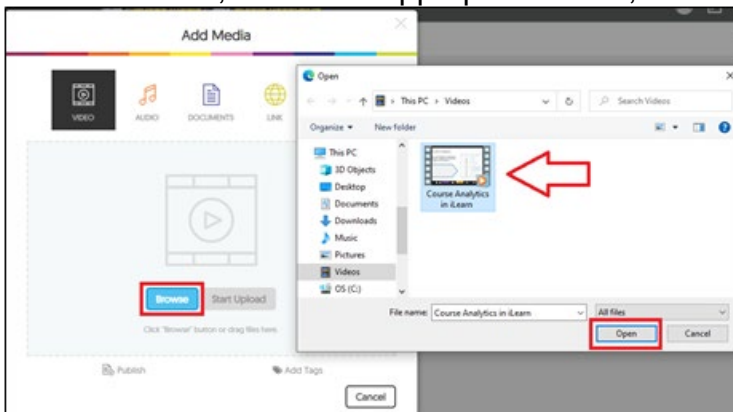 Add Media
VIDEO AUDIO DOCUMENTS LINK
Browse Start Upload
Click "Browse" button or drag files here
Publish Add Tags
Cancel
Open
This PC > Videos
Search Videos
Organize New folder
This PC
3D Objects
Desktop
Documents
Downloads
Music
Pictures
Videos
OS (C:)
Course Analytics
in iLearn
File name: Course Analytics in iLearn
All files
Open Cancel